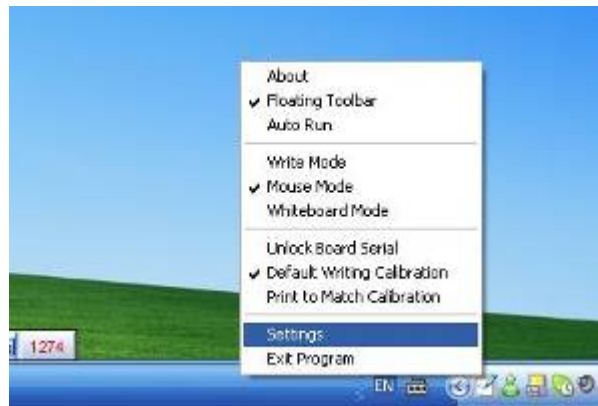 About
Floating Toolbar
Auto Run
Write Mode
Mouse Mode
Whiteboard Mode
Unlock Board Serial
Default Writing Calibration
Print to Match Calibration
Settings
Exit Program
1274
EN